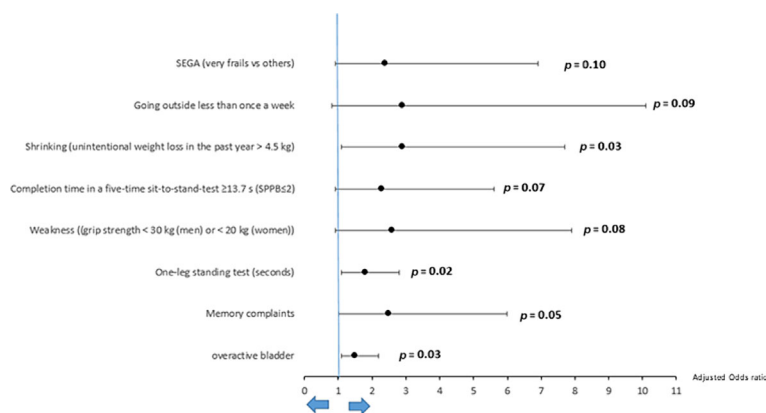 SEGA (very frails vs others)
p = 0.10
Going outside less than once a week
p = 0.09
Shrinking (unintentional weight loss in the past year > 4.5 kg)
p = 0.03
Completion time in a five-time sit-to-stand-test ≥13.7 s (SPPB≤2)
p = 0.07
Weakness ((grip strength < 30 kg (men) or < 20 kg (women))
p = 0.08
One-leg standing test (seconds)
p = 0.02
Memory complaints
p = 0.05
overactive bladder
p = 0.03
Adjusted Odds ratio
0 1 2 3 4 5 6 7 8 9 10 11